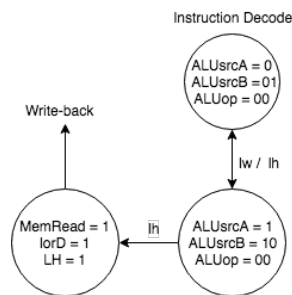 Instruction Decode
ALUsrcA = 0
ALUsrcB = 01
ALUop = 00
Write-back
lw / lh
MemRead = 1
IorD = 1
LH = 1
lh
ALUsrcA = 1
ALUsrcB = 10
ALUop = 00